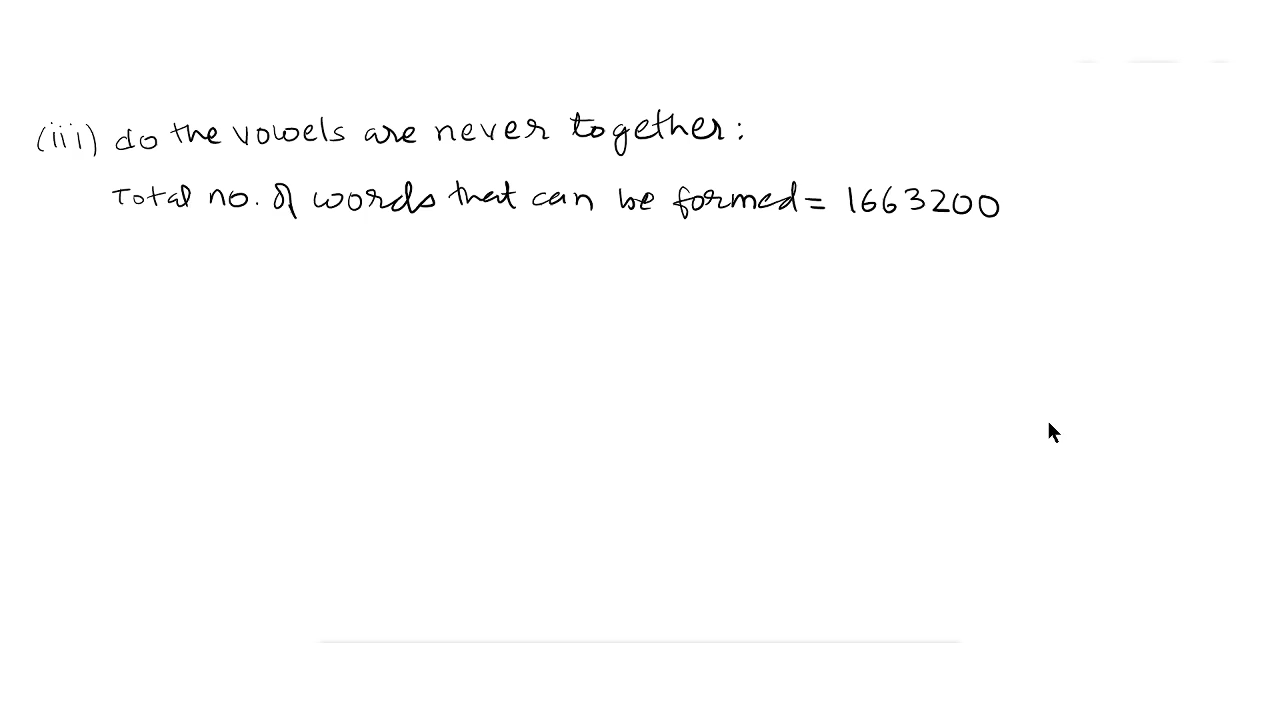 (iii) do the vowels are never together:
Total no. of words that can be formed = 1663200